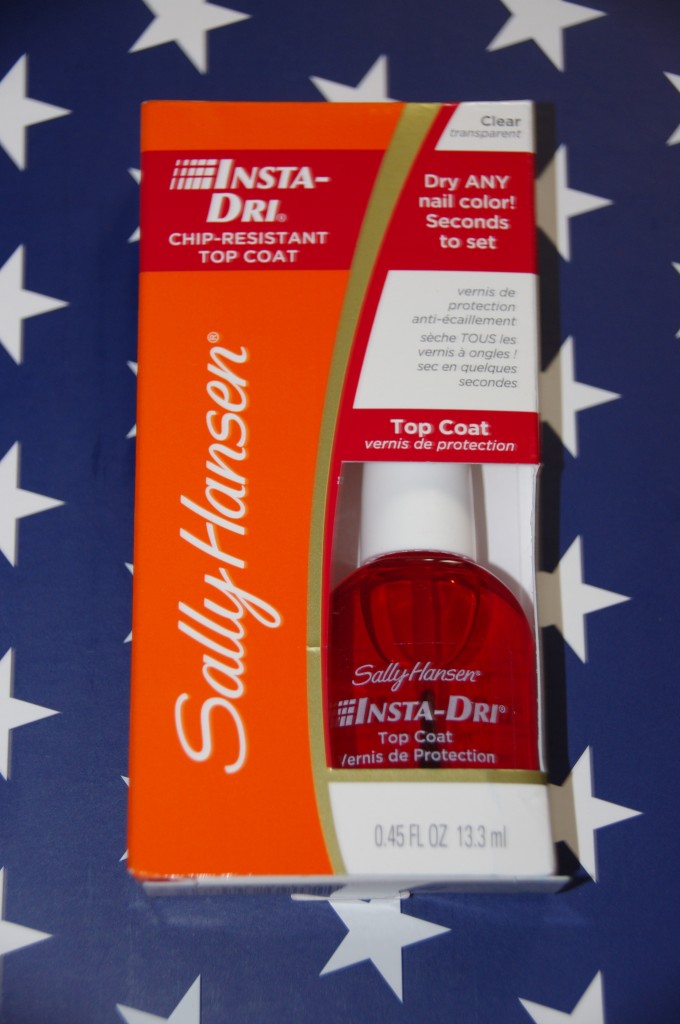 Clear
transparent
INSTA-
DRI®
CHIP-RESISTANT
TOP COAT
Dry ANY
nail color!
Seconds
to set
vernis de
protection
anti-écaillement
sèche TOUS les
vernis à ongles !
sec en quelques
secondes
Top Coat
vernis de protection
Sally Hansen®
Sally Hansen®
INSTA-DRI®
Top Coat
Vernis de Protection
0.45 FL OZ 13.3 ml